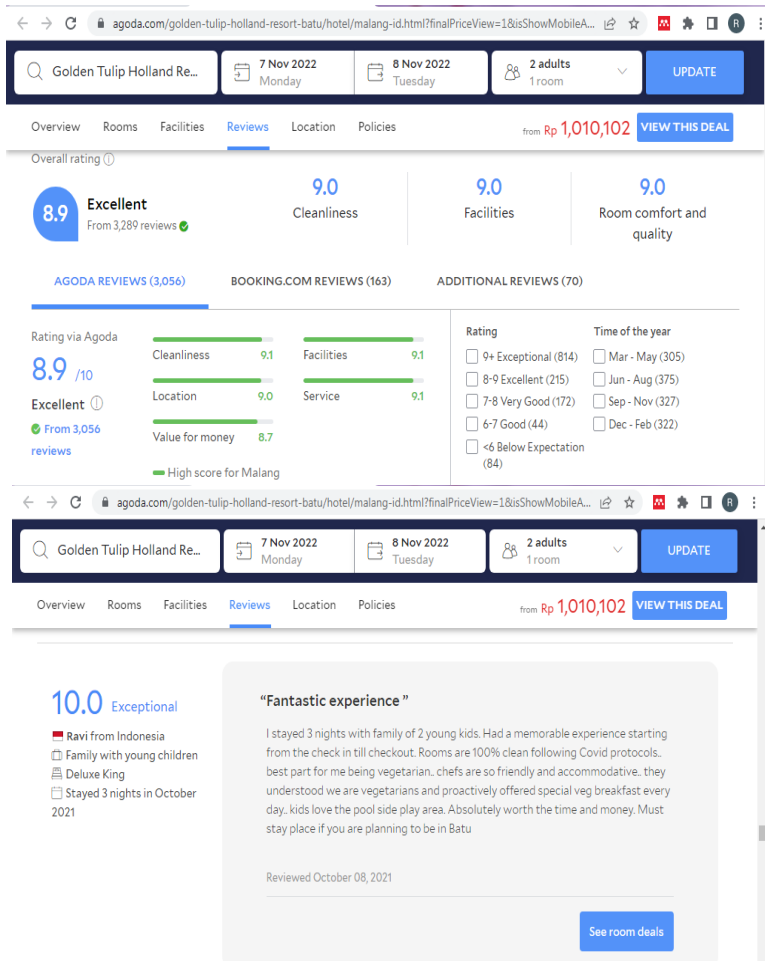 agoda.com/golden-tulip-holland-resort-batu/hotel/malang-id.html?finalPriceView=1&isShowMobileA... R
Golden Tulip Holland Re... 7 Nov 2022 8 Nov 2022 2 adults UPDATE
Monday Tuesday 1 room
Overview Rooms Facilities Reviews Location Policies from Rp 1,010,102 VIEW THIS DEAL
Overall rating
8.9 Excellent 9.0 9.0 9.0
From 3,289 reviews Cleanliness Facilities Room comfort and
quality
AGODA REVIEWS (3,056) BOOKING.COM REVIEWS (163) ADDITIONAL REVIEWS (70)
Rating via Agoda
8.9 /10
Excellent
From 3,056
reviews
Cleanliness 9.1 Facilities 9.1
Location 9.0 Service 9.1
Value for money 8.7
High score for Malang
Rating Time of the year
9+ Exceptional (814) Mar - May (305)
8-9 Excellent (215) Jun - Aug (375)
7-8 Very Good (172) Sep - Nov (327)
6-7 Good (44) Dec - Feb (322)
<6 Below Expectation
(84)
agoda.com/golden-tulip-holland-resort-batu/hotel/malang-id.html?finalPriceView=1&isShowMobileA... R
Golden Tulip Holland Re... 7 Nov 2022 8 Nov 2022 2 adults UPDATE
Monday Tuesday 1 room
Overview Rooms Facilities Reviews Location Policies from Rp 1,010,102 VIEW THIS DEAL
10.0 Exceptional
Ravi from Indonesia
Family with young children
Deluxe King
Stayed 3 nights in October
2021
“Fantastic experience ”
I stayed 3 nights with family of 2 young kids. Had a memorable experience starting
from the check in till checkout. Rooms are 100% clean following Covid protocols..
best part for me being vegetarian.. chefs are so friendly and accommodative.. they
understood we are vegetarians and proactively offered special veg breakfast every
day.. kids love the pool side play area. Absolutely worth the time and money. Must
stay place if you are planning to be in Batu
Reviewed October 08, 2021
See room deals